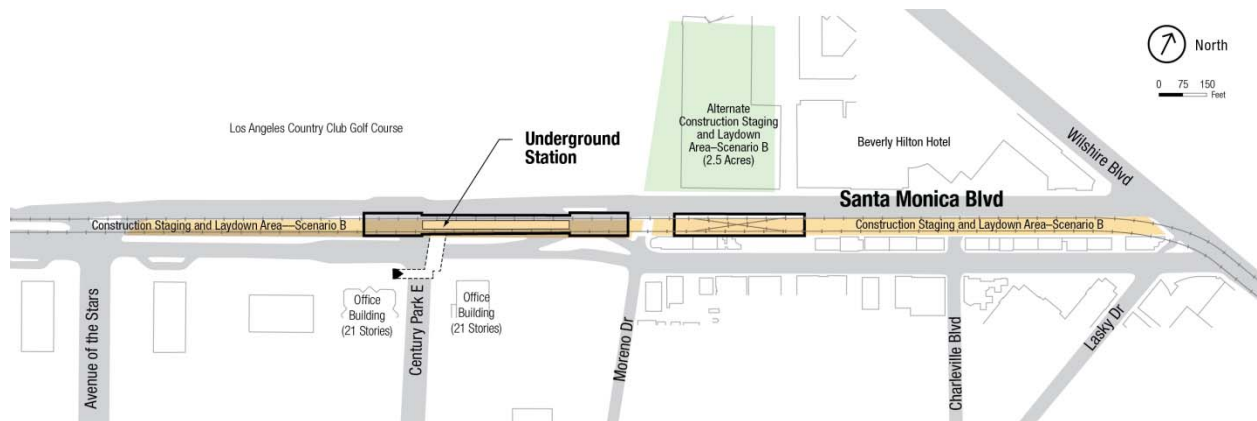 North
0 75 150
Feet
Los Angeles Country Club Golf Course
Underground
Station
Alternate
Construction Staging
and Laydown
Area–Scenario B
(2.5 Acres)
Beverly Hilton Hotel
Wilshire Blvd
Santa Monica Blvd
Construction Staging and Laydown Area—Scenario B
Construction Staging and Laydown Area–Scenario B
Avenue of the Stars
Office
Building
(21 Stories)
Century Park E
Office
Building
(21 Stories)
Moreno Dr
Charleville Blvd
Lasky Dr